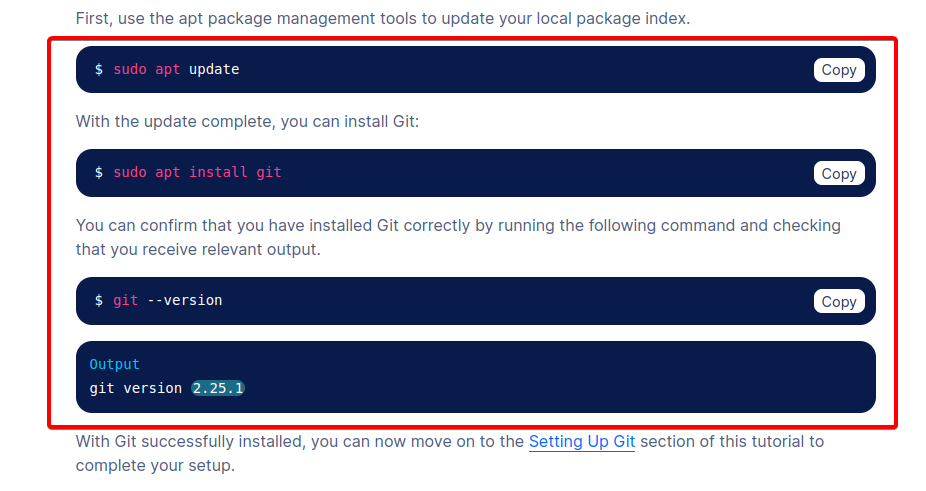 First, use the apt package management tools to update your local package index.
$ sudo apt update
Copy
With the update complete, you can install Git:
$ sudo apt install git
Copy
You can confirm that you have installed Git correctly by running the following command and checking
that you receive relevant output.
$ git --version
Copy
Output
git version 2.25.1
With Git successfully installed, you can now move on to the Setting Up Git section of this tutorial to
complete your setup.